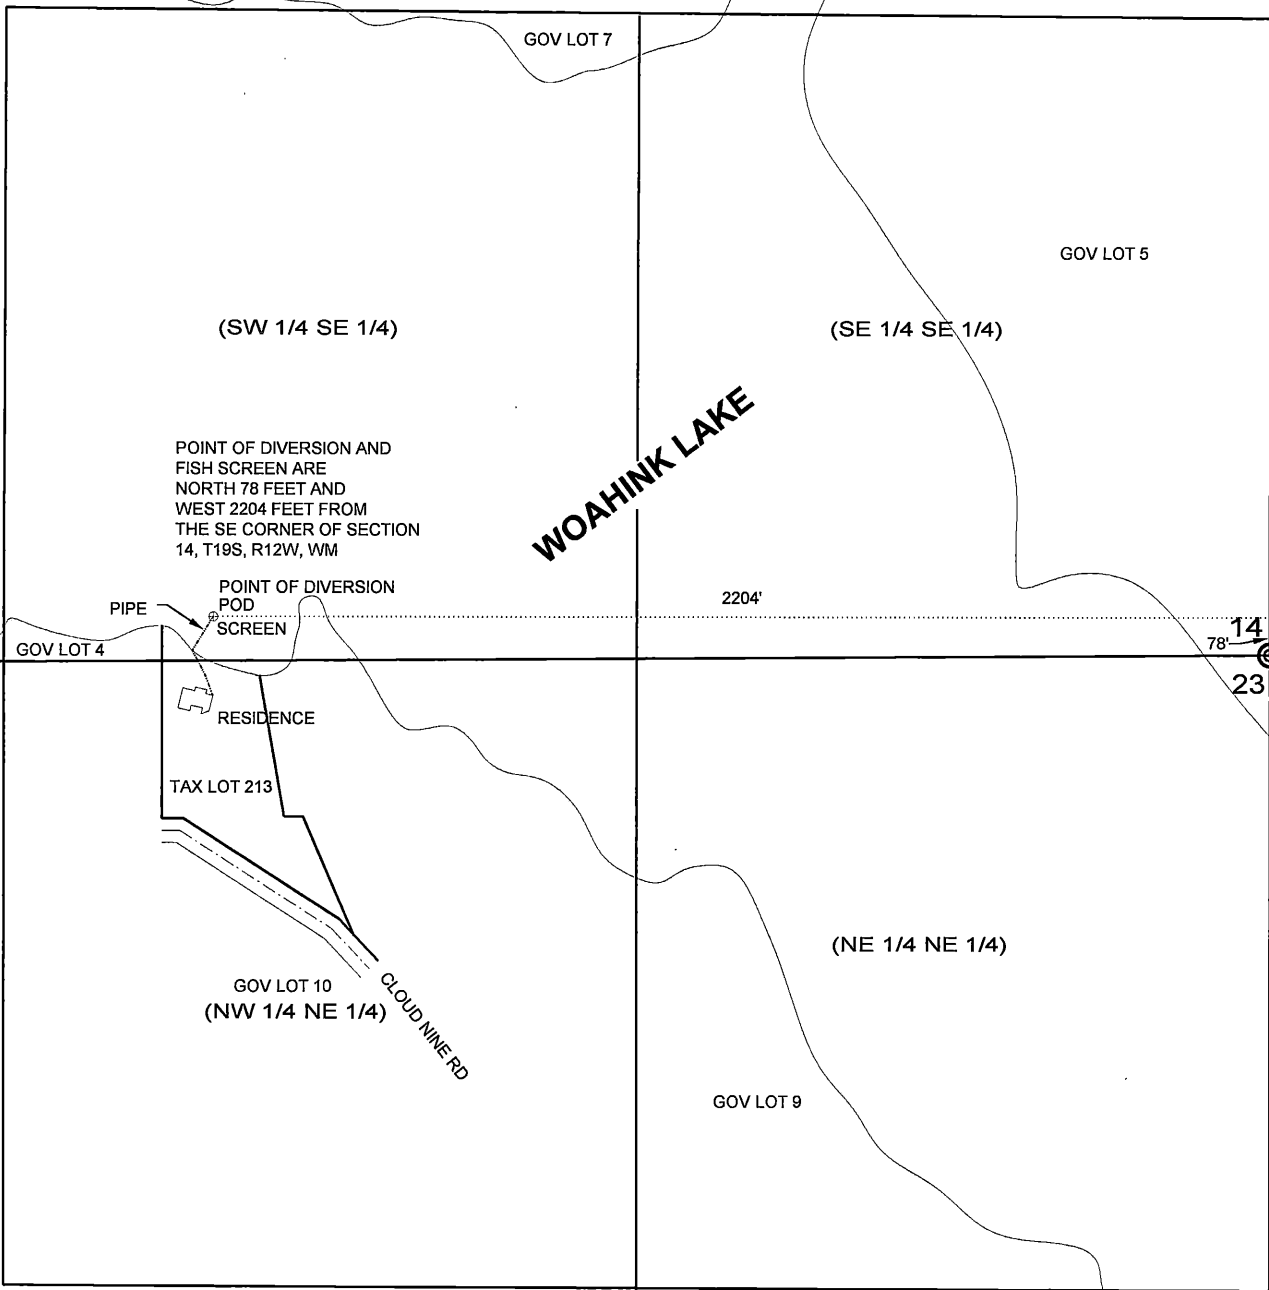 GOV LOT 7
GOV LOT 5
(SW 1/4 SE 1/4)
(SE 1/4 SE 1/4)
WOAHINK LAKE
POINT OF DIVERSION AND
FISH SCREEN ARE
NORTH 78 FEET AND
WEST 2204 FEET FROM
THE SE CORNER OF SECTION
14, T19S, R12W, WM
POINT OF DIVERSION
POD
SCREEN
PIPE
2204'
14
78'
23
GOV LOT 4
RESIDENCE
TAX LOT 213
(NE 1/4 NE 1/4)
GOV LOT 10
(NW 1/4 NE 1/4)
CLOUD NINE RD
GOV LOT 9